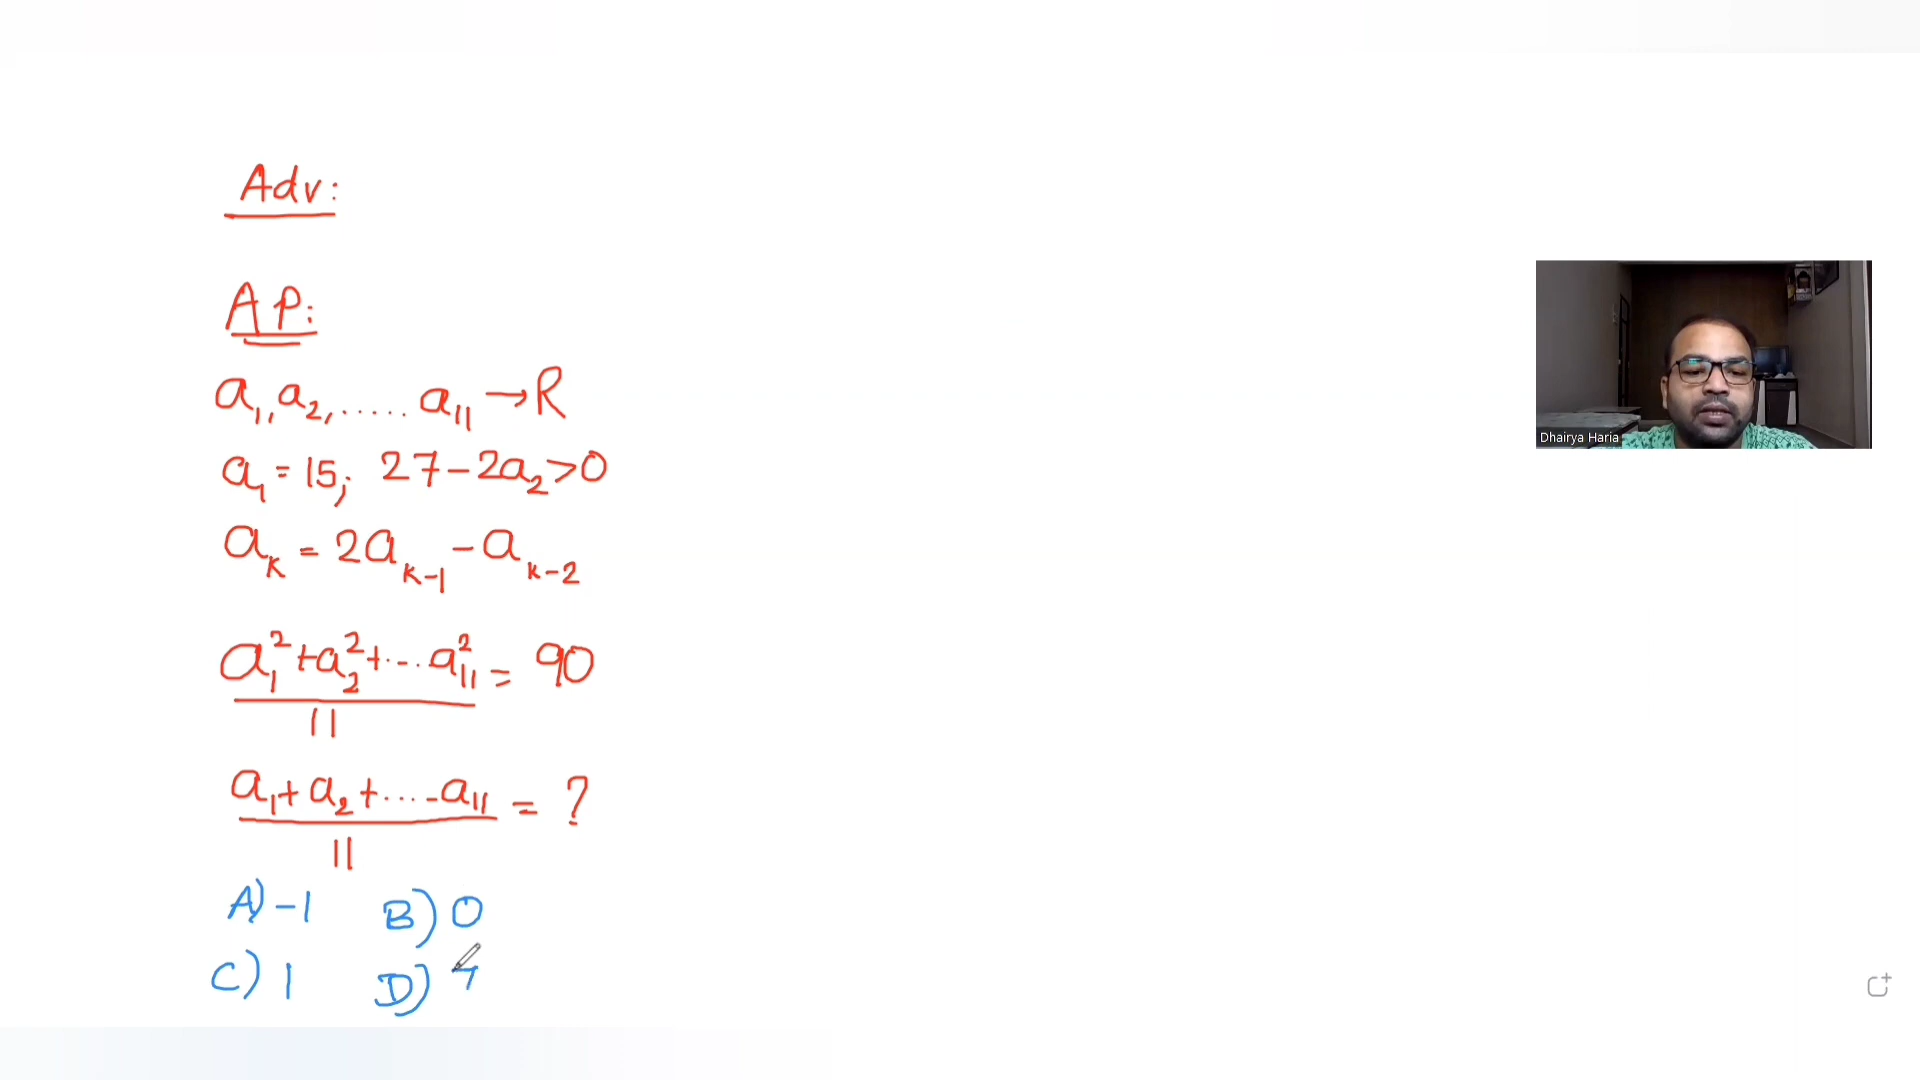 Adv:
AP:
a₁, a₂, ..... a₁₁ → R
a₁ = 15; 27 - 2a₂ > 0
aₖ = 2aₖ₋₁ - aₖ₋₂
a₁² + a₂² + ... a₁₁² = 90
11
a₁ + a₂ + .... a₁₁ = ?
11
A) -1 B) 0
C) 1 D)
Dhairya Haria